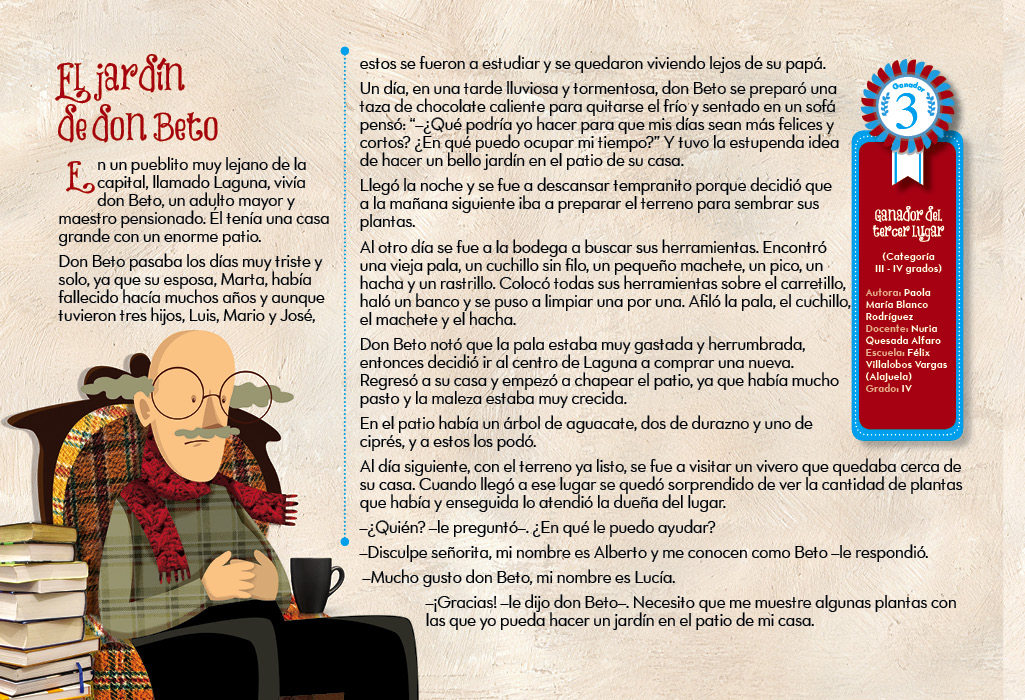 El jardín
de don Beto
En un pueblito muy lejano de la
capital, llamado Laguna, vivía
don Beto, un adulto mayor y
maestro pensionado. Él tenía una casa
grande con un enorme patio.
Don Beto pasaba los días muy triste y
solo, ya que su esposa, Marta, había
fallecido hacía muchos años y aunque
tuvieron tres hijos, Luis, Mario y José,
estos se fueron a estudiar y se quedaron viviendo lejos de su papá.
Un día, en una tarde lluviosa y tormentosa, don Beto se preparó una
taza de chocolate caliente para quitarse el frío y sentado en un sofá
pensó: “–¿Qué podría yo hacer para que mis días sean más felices y
cortos? ¿En qué puedo ocupar mi tiempo?” Y tuvo la estupenda idea
de hacer un bello jardín en el patio de su casa.
Llegó la noche y se fue a descansar tempranito porque decidió que
a la mañana siguiente iba a preparar el terreno para sembrar sus
plantas.
Al otro día se fue a la bodega a buscar sus herramientas. Encontró
una vieja pala, un cuchillo sin filo, un pequeño machete, un pico, un
hacha y un rastrillo. Colocó todas sus herramientas sobre el carretillo,
haló un banco y se puso a limpiar una por una. Afiló la pala, el cuchillo,
el machete y el hacha.
Don Beto notó que la pala estaba muy gastada y herrumbrada,
entonces decidió ir al centro de Laguna a comprar una nueva.
Regresó a su casa y empezó a chapear el patio, ya que había mucho
pasto y la maleza estaba muy crecida.
En el patio había un árbol de aguacate, dos de durazno y uno de
ciprés, y a estos los podó.
Al día siguiente, con el terreno ya listo, se fue a visitar un vivero que quedaba cerca de
su casa. Cuando llegó a ese lugar se quedó sorprendido de ver la cantidad de plantas
que había y enseguida lo atendió la dueña del lugar.
–¿Quién? –le preguntó–. ¿En qué le puedo ayudar?
–Disculpe señorita, mi nombre es Alberto y me conocen como Beto –le respondió.
–Mucho gusto don Beto, mi nombre es Lucía.
–¡Gracias! –le dijo don Beto–. Necesito que me muestre algunas plantas con
las que yo pueda hacer un jardín en el patio de mi casa.
Ganador
3
Ganador del
tercer lugar
(Categoría
III - IV grados)
Autora: Paola
María Blanco
Rodríguez
Docente: Nuria
Quesada Alfaro
Escuela: Félix
Villalobos Vargas
(Alajuela)
Grado: IV